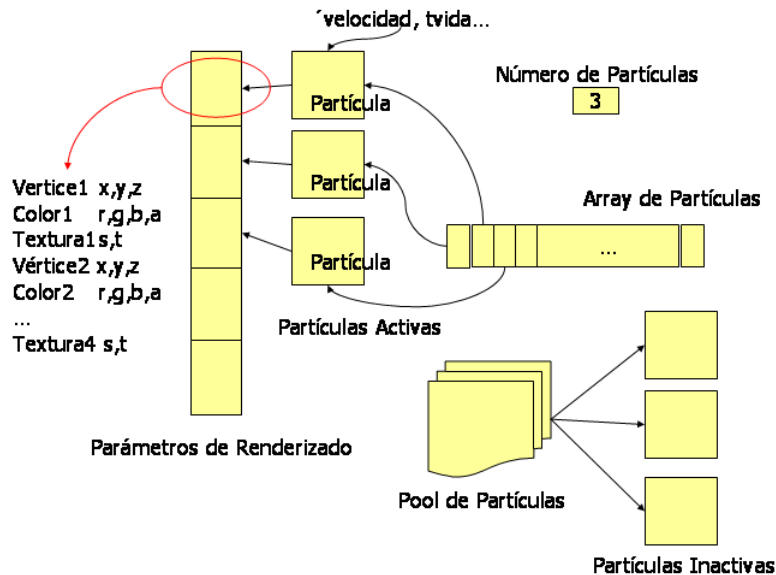 ´velocidad, tvida...
Número de Partículas
3
Partícula
Partícula
Partícula
Vertice1 x,y,z
Color1 r,g,b,a
Textura1 s,t
Vértice2 x,y,z
Color2 r,g,b,a
...
Textura4 s,t
Array de Partículas
...
Partículas Activas
Parámetros de Renderizado
Pool de Partículas
Partículas Inactivas